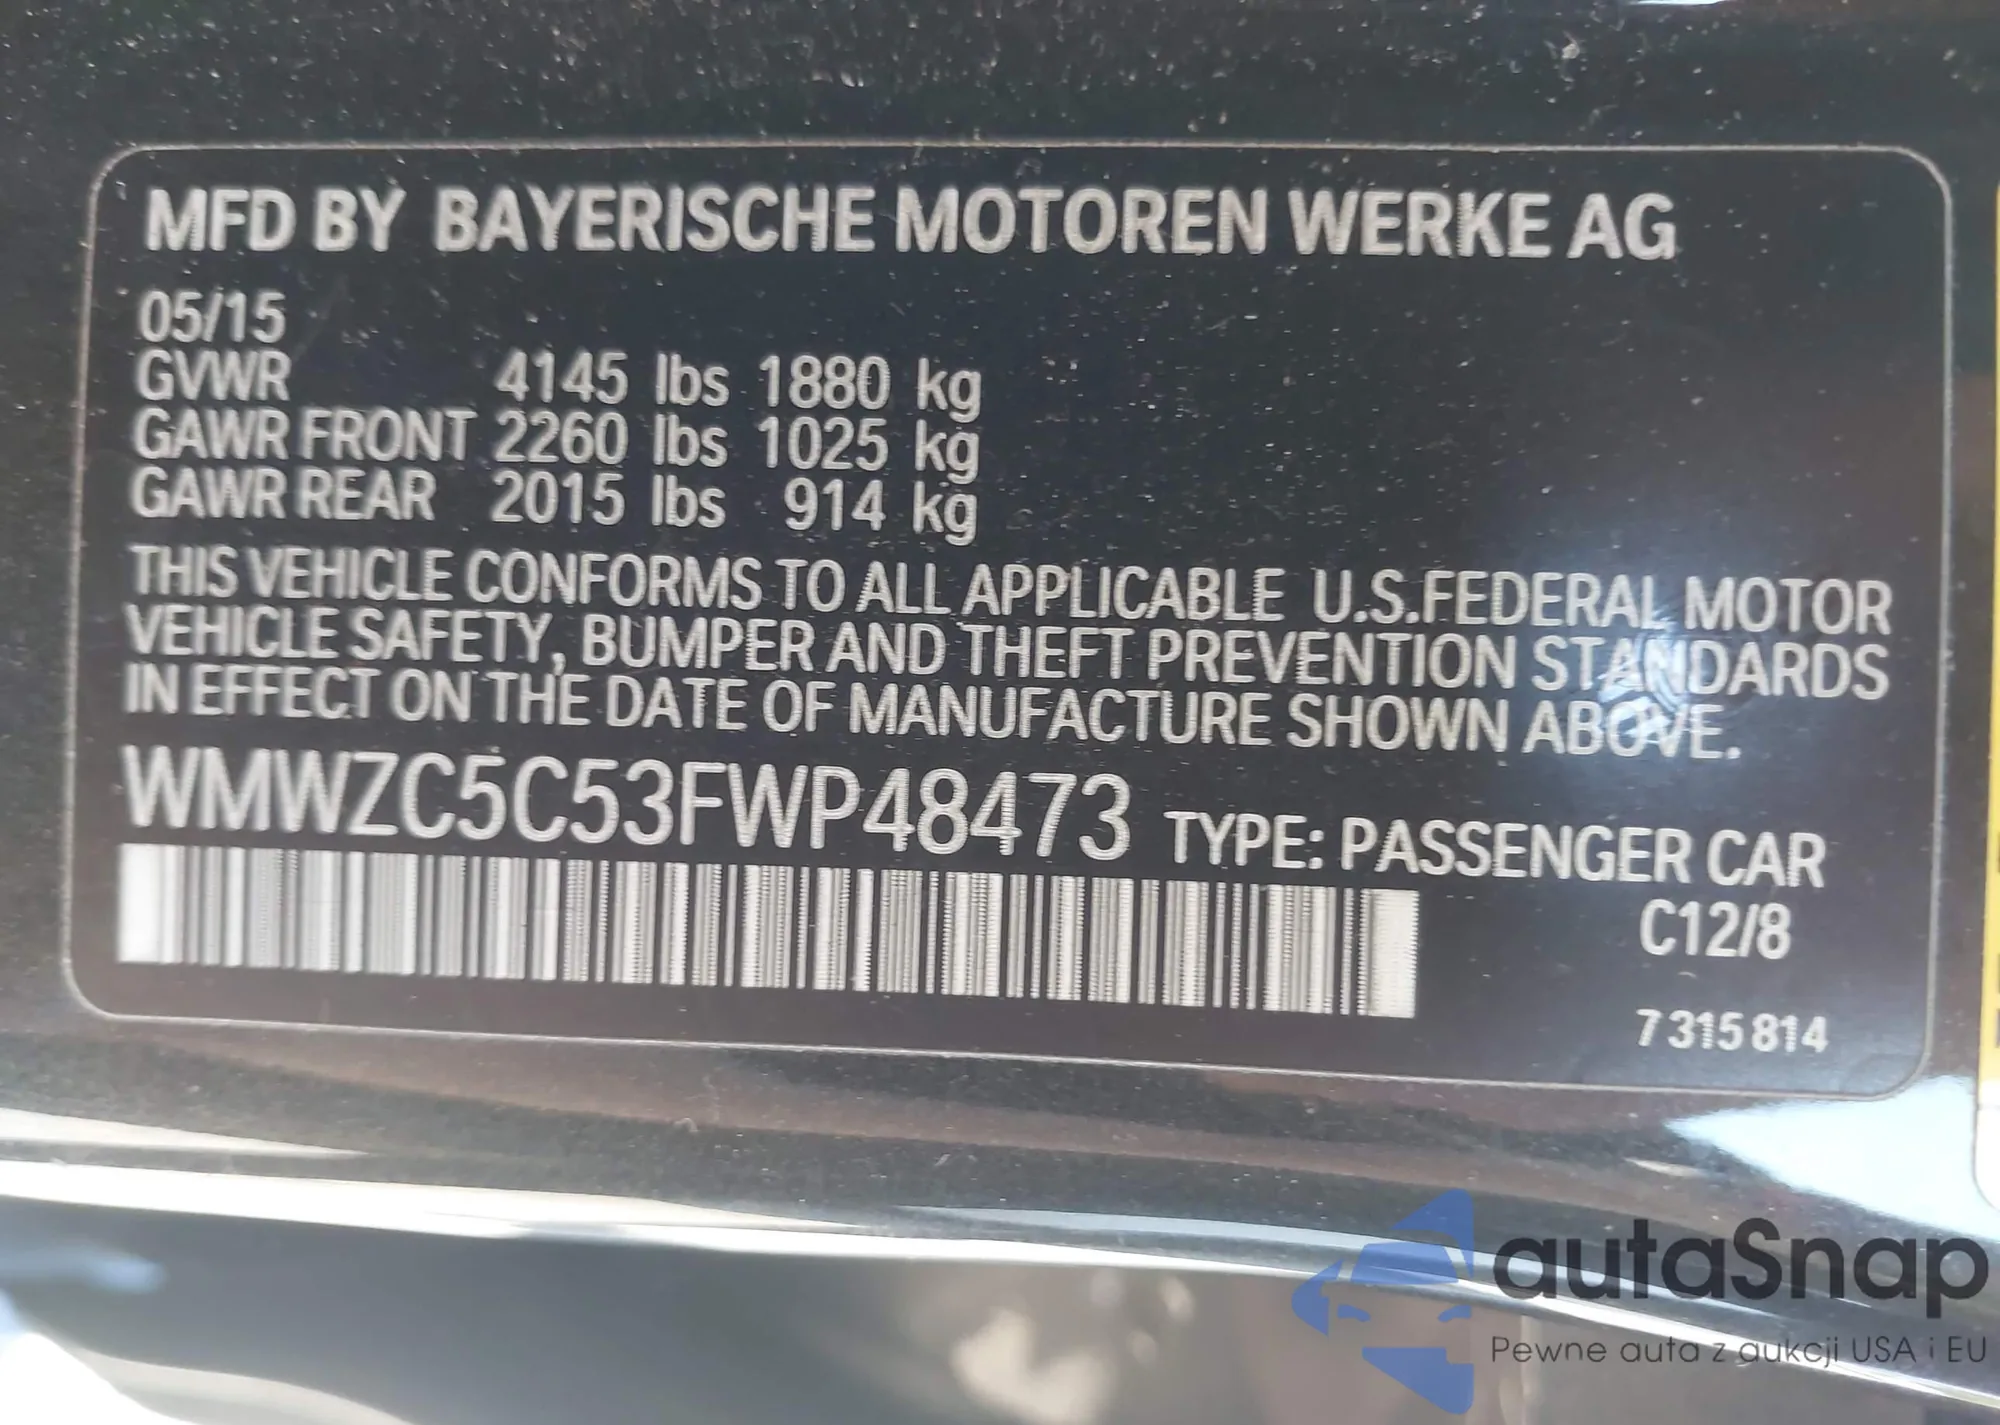 MFD BY BAYERISCHE MOTOREN WERKE AG
05/15
GVWR 4145 lbs 1880 kg
GAWR FRONT 2260 lbs 1025 kg
GAWR REAR 2015 lbs 914 kg
THIS VEHICLE CONFORMS TO ALL APPLICABLE U.S.FEDERAL MOTOR
VEHICLE SAFETY, BUMPER AND THEFT PREVENTION STANDARDS
IN EFFECT ON THE DATE OF MANUFACTURE SHOWN ABOVE.
WMWZC5C53FWP48473 TYPE: PASSENGER CAR
C12/8
7 315 814
autaSnap
Pewne auta z aukcji USA i EU